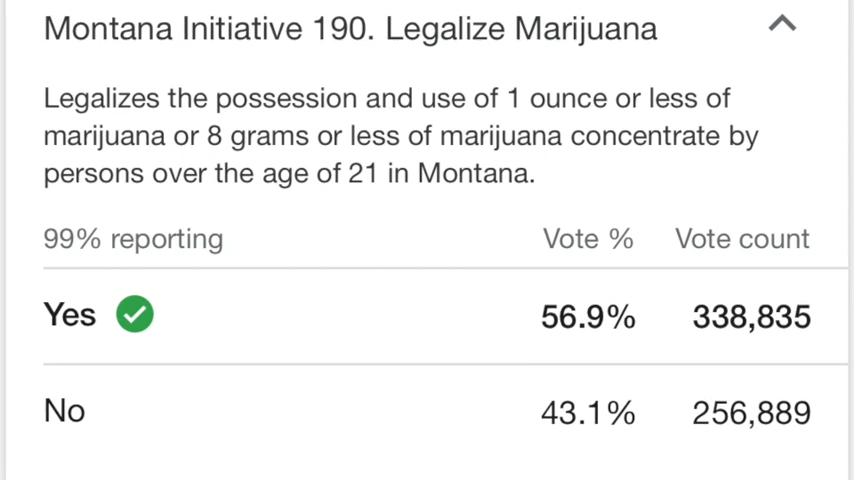 Montana Initiative 190. Legalize Marijuana
Legalizes the possession and use of 1 ounce or less of
marijuana or 8 grams or less of marijuana concentrate by
persons over the age of 21 in Montana.
99% reporting Vote % Vote count
Yes 56.9% 338,835
No 43.1% 256,889